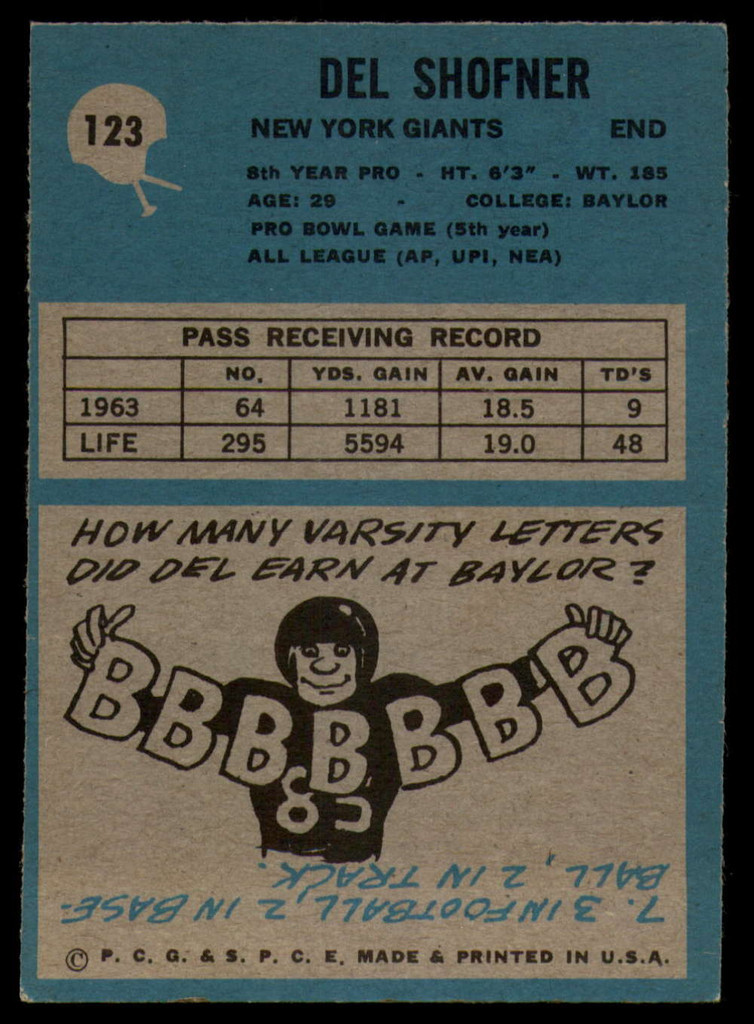 123
DEL SHOFNER
NEW YORK GIANTS END
8th YEAR PRO - HT. 6'3" - WT. 185
AGE: 29 - COLLEGE: BAYLOR
PRO BOWL GAME (5th year)
ALL LEAGUE (AP, UPI, NEA)
PASS RECEIVING RECORD
NO. YDS. GAIN AV. GAIN TD'S
1963 64 1181 18.5 9
LIFE 295 5594 19.0 48
HOW MANY VARSITY LETTERS
DID DEL EARN AT BAYLOR?
B B B B B B B
7. 3 IN FOOTBALL, 2 IN BASE-
BALL, 2 IN TRACK.
© P. C. G. & S. P. C. E. MADE & PRINTED IN U.S.A.